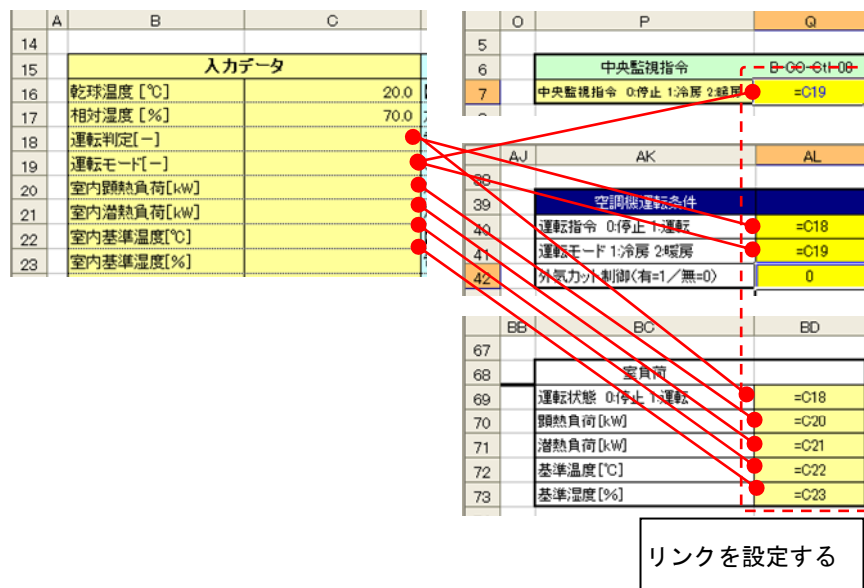 A B C
14
15 入力データ
16 乾球温度 [℃] 20.0
17 相対湿度 [%] 70.0
18 運転判定[－]
19 運転モード[－]
20 室内顕熱負荷[kW]
21 室内潜熱負荷[kW]
22 室内基準温度[℃]
23 室内基準湿度[%]
O P Q
5
6 中央監視指令 B-CO-Ctl-08
7 中央監視指令 0:停止 1:冷房 2:暖房 =C19
AJ AK AL
38
39 空調機運転条件
40 運転指令 0:停止 1:運転 =C18
41 運転モード 1:冷房 2:暖房 =C19
42 外気カット制御(有=1／無=0) 0
BB BC BD
67
68 室負荷
69 運転状態 0:停止 1:運転 =C18
70 顕熱負荷[kW] =C20
71 潜熱負荷[kW] =C21
72 基準温度[℃] =C22
73 基準湿度[%] =C23
リンクを設定する